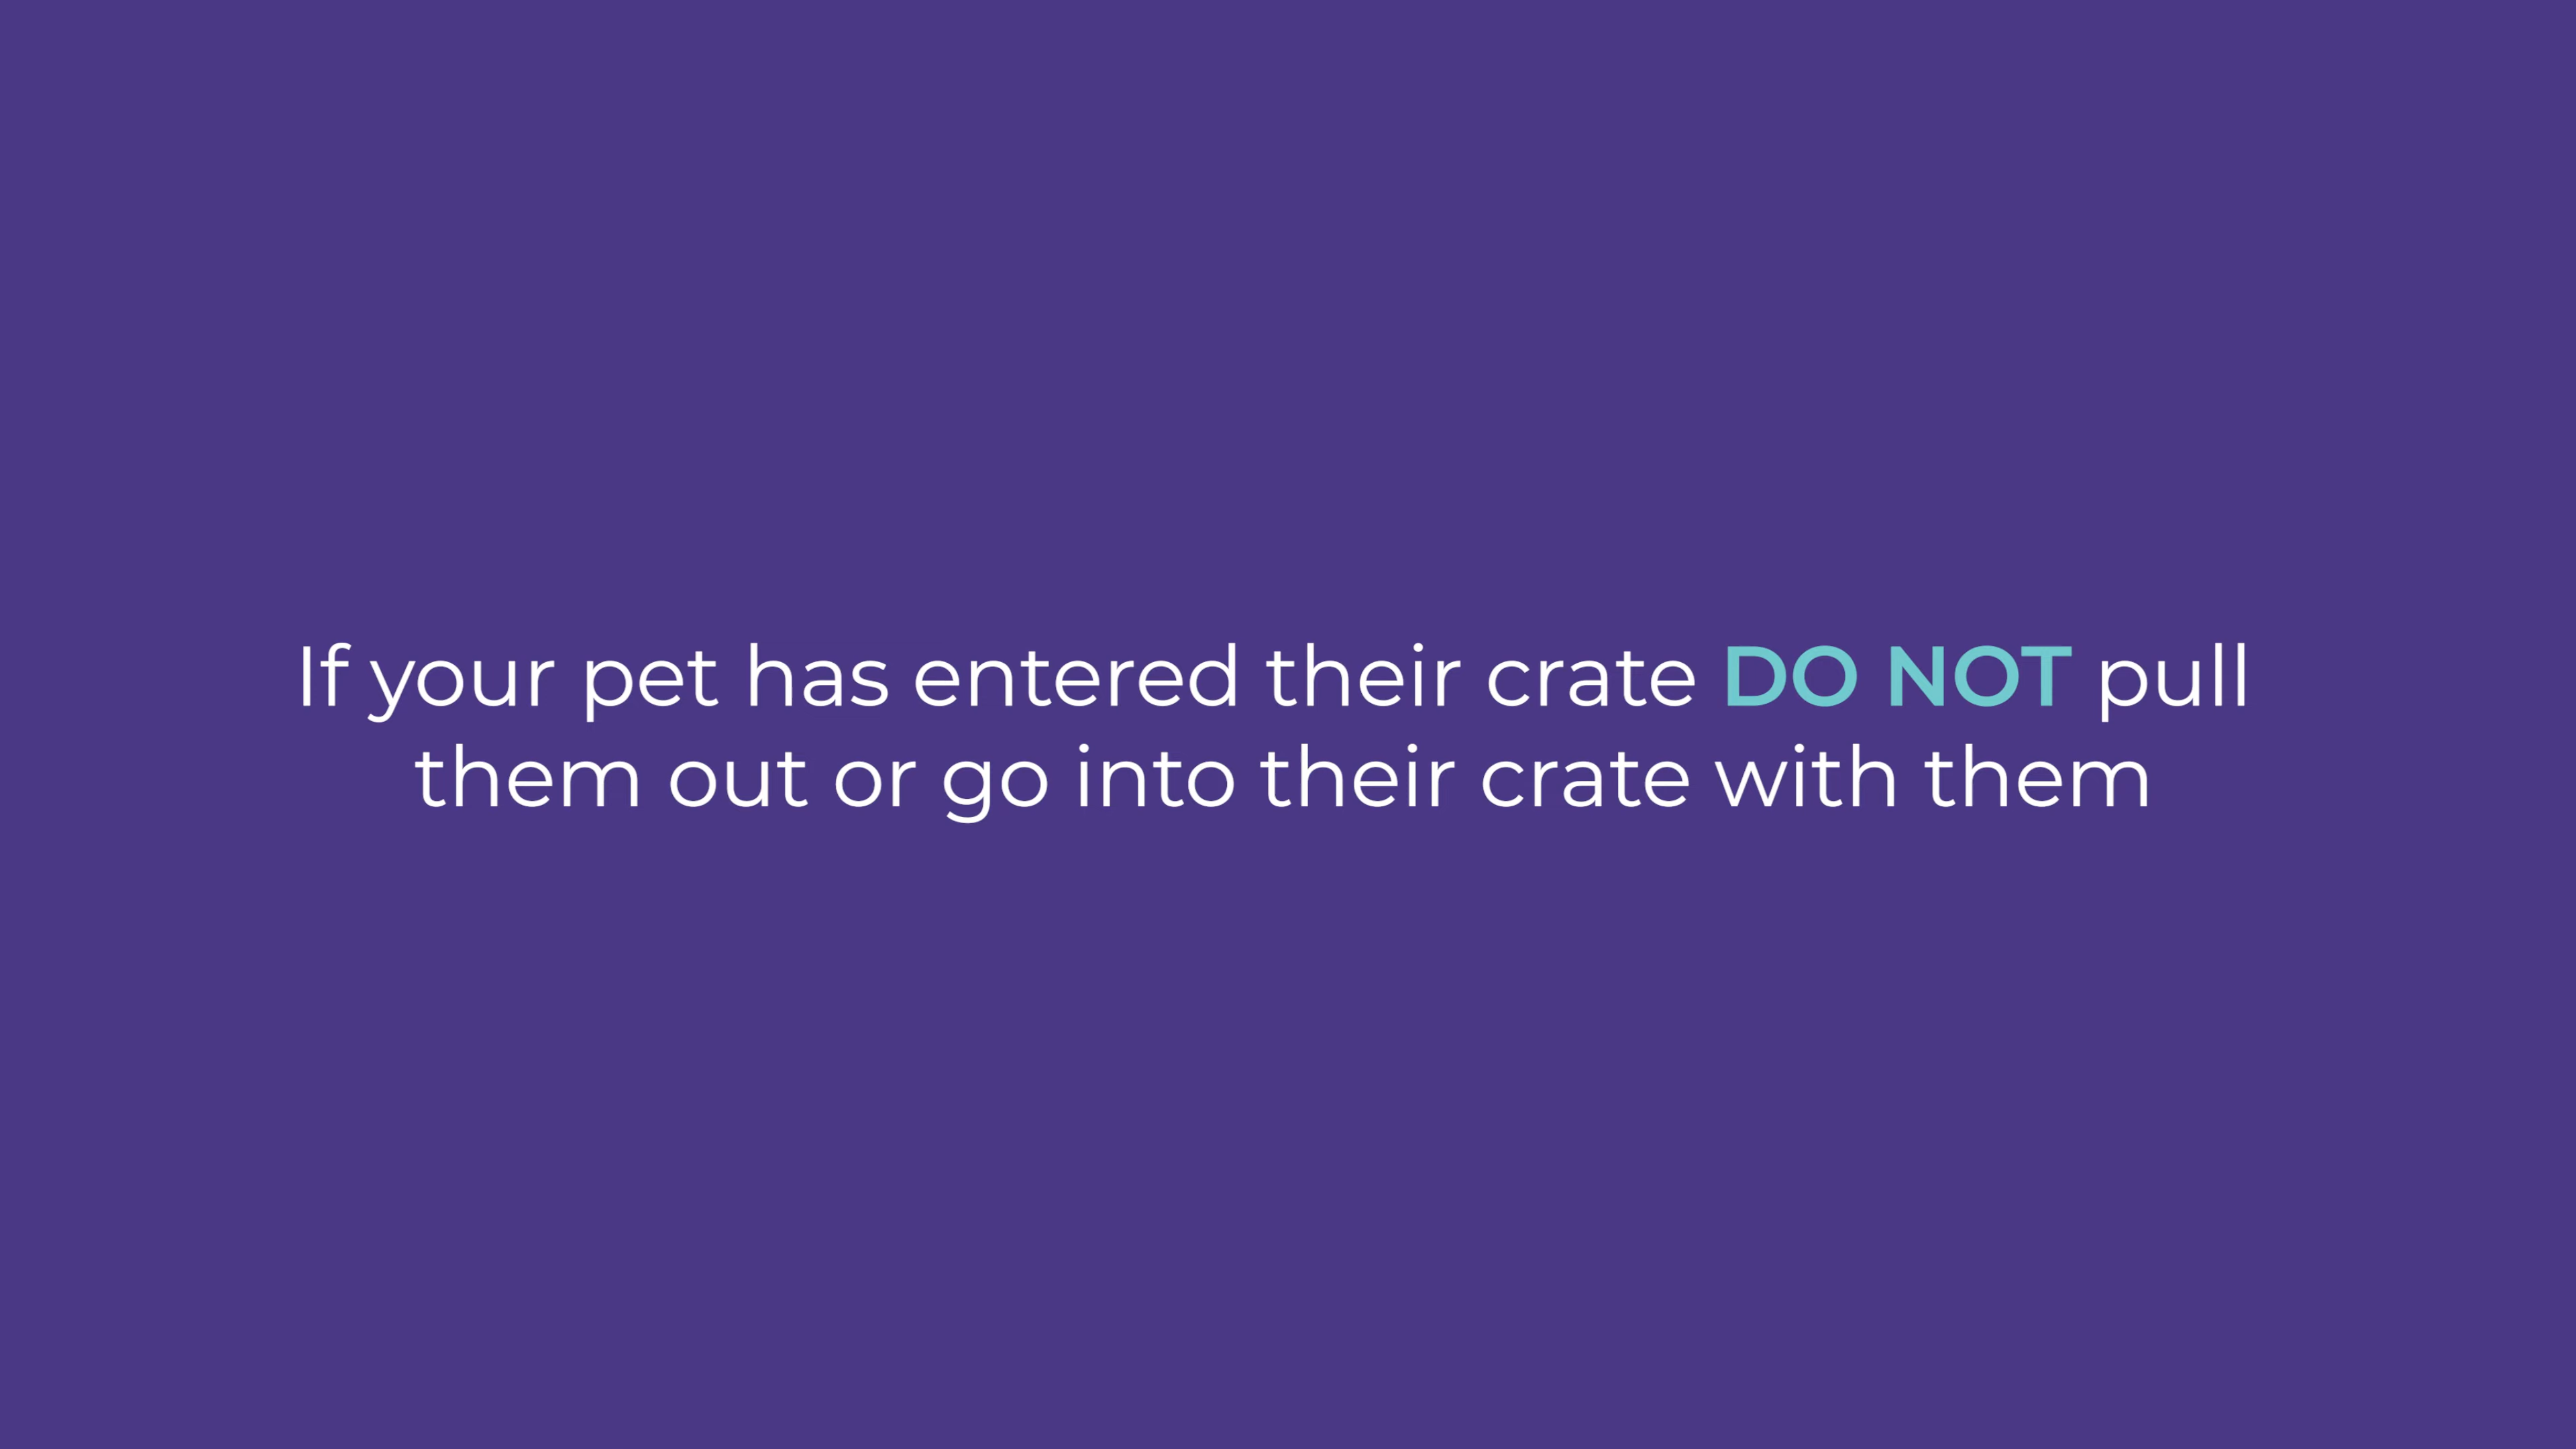 If your pet has entered their crate DO NOT pull
them out or go into their crate with them